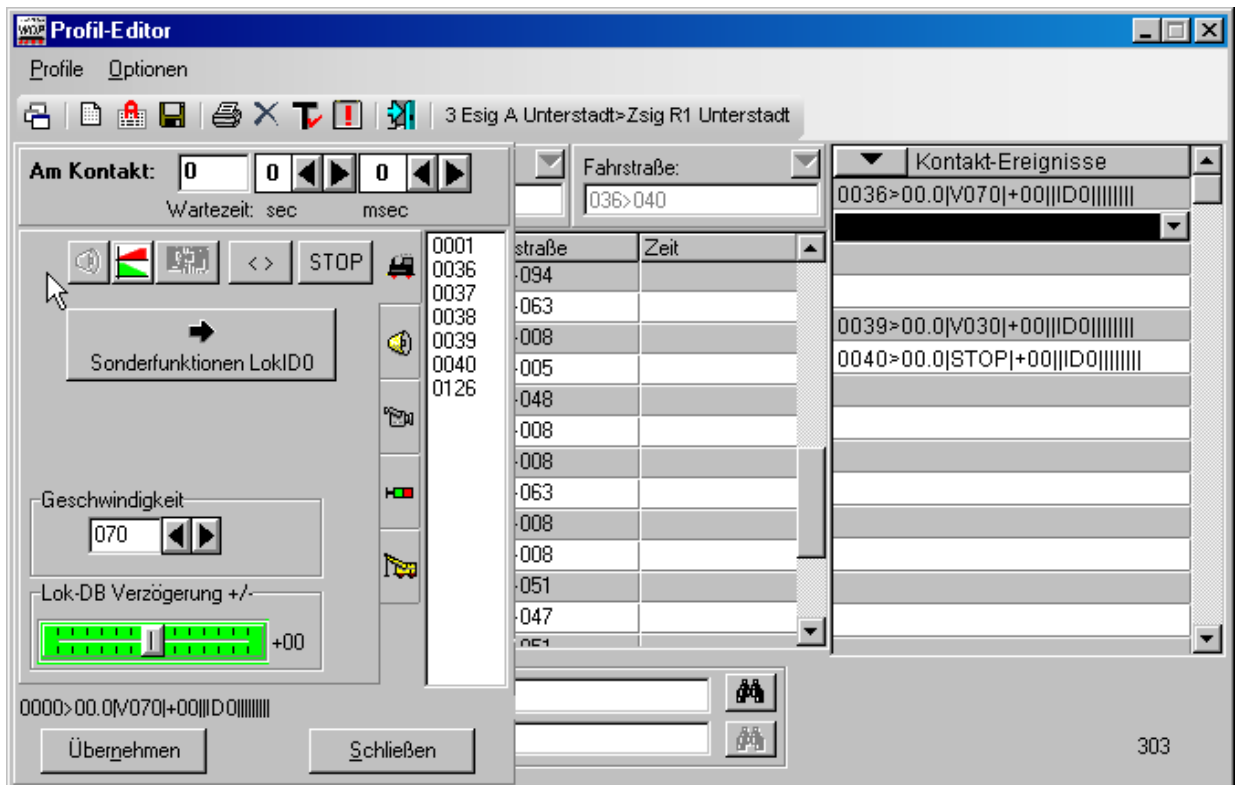 Profil-Editor
Profile Optionen
3 Esig A Unterstadt>Zsig R1 Unterstadt
Am Kontakt: 0 0 0
Wartezeit: sec msec
< > STOP
Sonderfunktionen LokID0
0001
0036
0037
0038
0039
0040
0126
Geschwindigkeit
070
Lok-DB Verzögerung +/-
+00
0000>00.0|V070|+00|||ID0||||||||
Übernehmen Schließen
Fahrstraße:
036>040
straße Zeit
-094
-063
-008
-005
-048
-008
-008
-063
-008
-008
-051
-047
-051
Kontakt-Ereignisse
0036>00.0|V070|+00|||ID0||||||||
0039>00.0|V030|+00|||ID0||||||||
0040>00.0|STOP|+00|||ID0||||||||
303